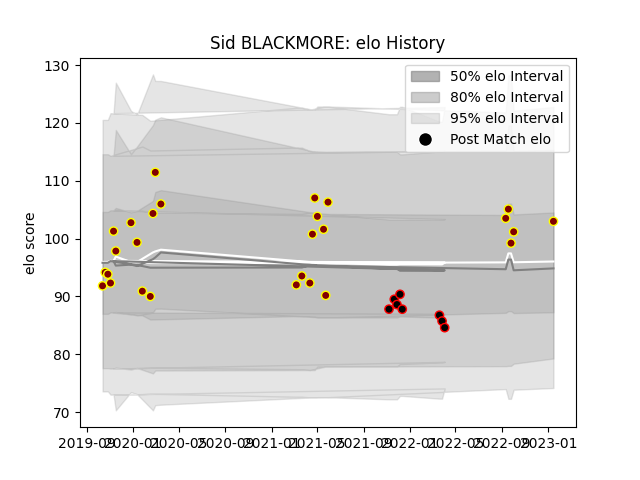 Sid BLACKMORE: elo History
130
120
110
100
90
80
70
elo score
50% elo Interval
80% elo Interval
95% elo Interval
Post Match elo
2019-09 2020-01 2020-05 2020-09 2021-01 2021-05 2021-09 2022-01 2022-05 2022-09 2023-01